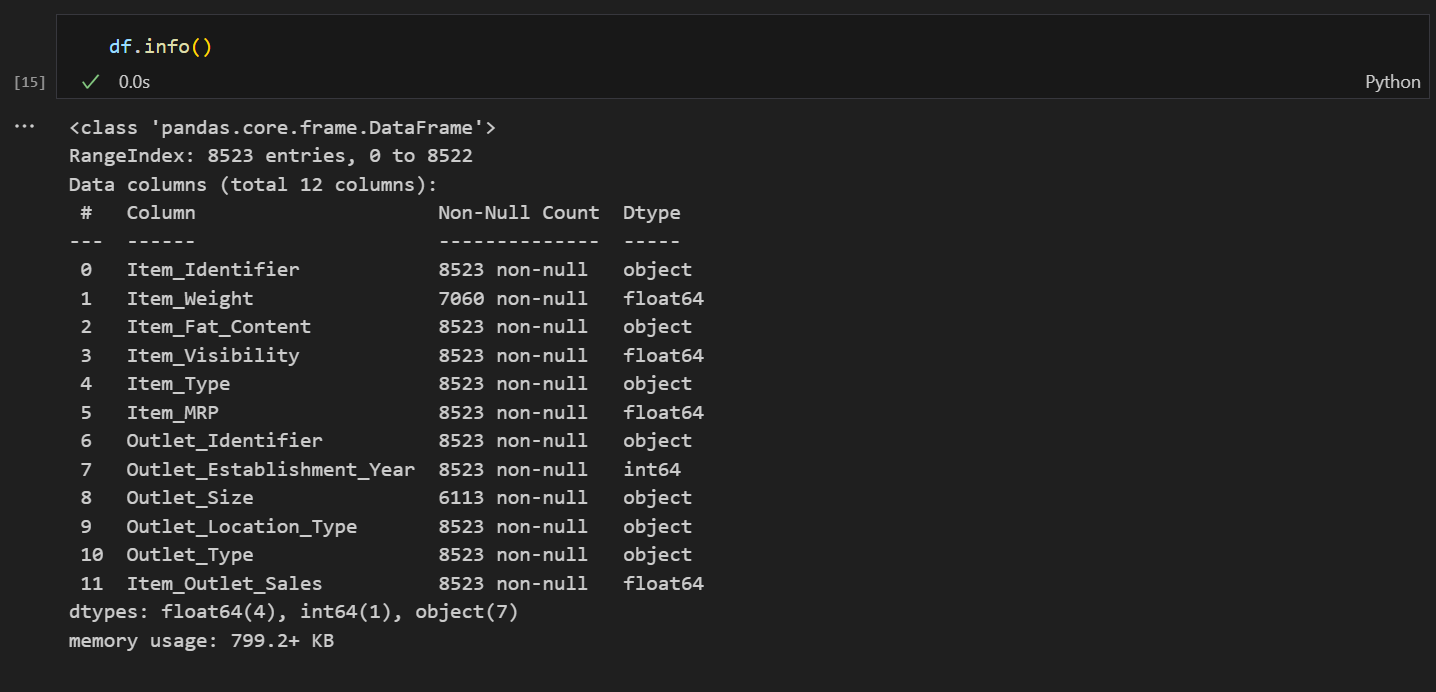 df.info()
[15]
✓ 0.0s
Python
...
<class 'pandas.core.frame.DataFrame'>
RangeIndex: 8523 entries, 0 to 8522
Data columns (total 12 columns):
 #   Column                     Non-Null Count  Dtype
---  ------                     --------------  -----
 0   Item_Identifier            8523 non-null   object
 1   Item_Weight                7060 non-null   float64
 2   Item_Fat_Content           8523 non-null   object
 3   Item_Visibility            8523 non-null   float64
 4   Item_Type                  8523 non-null   object
 5   Item_MRP                   8523 non-null   float64
 6   Outlet_Identifier          8523 non-null   object
 7   Outlet_Establishment_Year  8523 non-null   int64
 8   Outlet_Size                6113 non-null   object
 9   Outlet_Location_Type       8523 non-null   object
 10  Outlet_Type                8523 non-null   object
 11  Item_Outlet_Sales          8523 non-null   float64
dtypes: float64(4), int64(1), object(7)
memory usage: 799.2+ KB